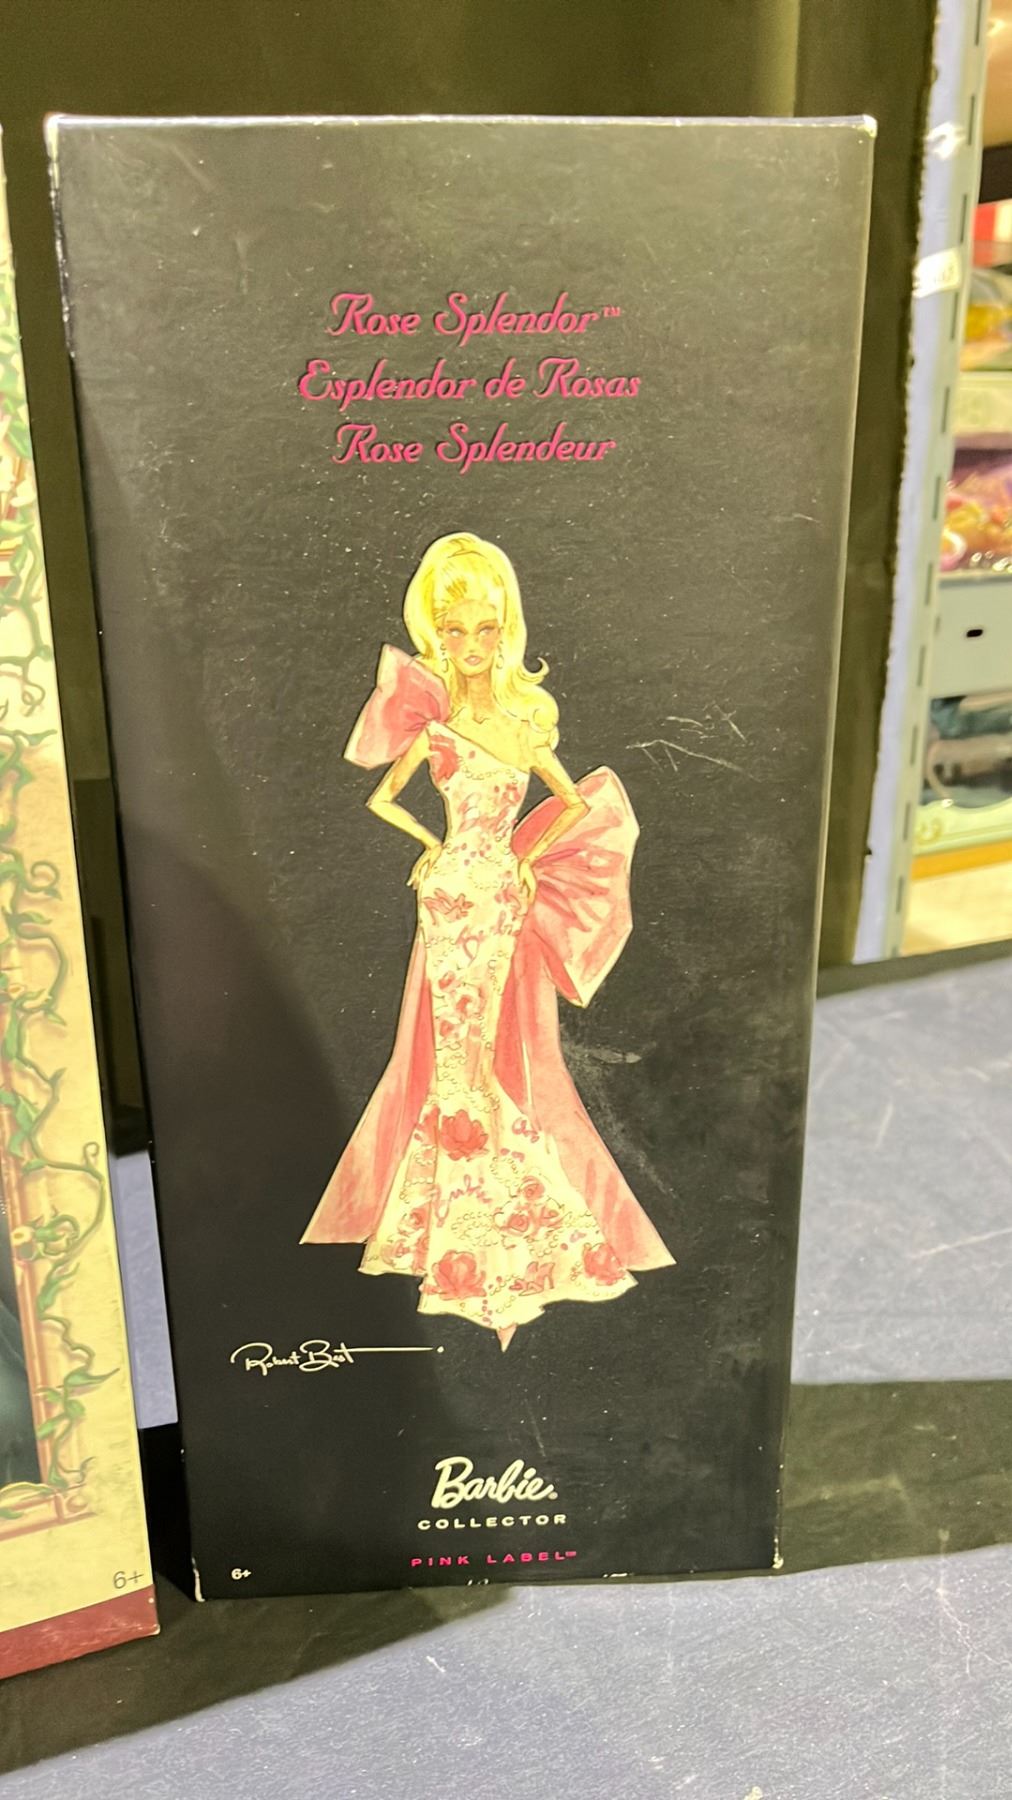 Rose Splendor™
Esplendor de Rosas
Rose Splendeur
Robert Best
Barbie®
COLLECTOR
PINK LABEL™
6+
6+